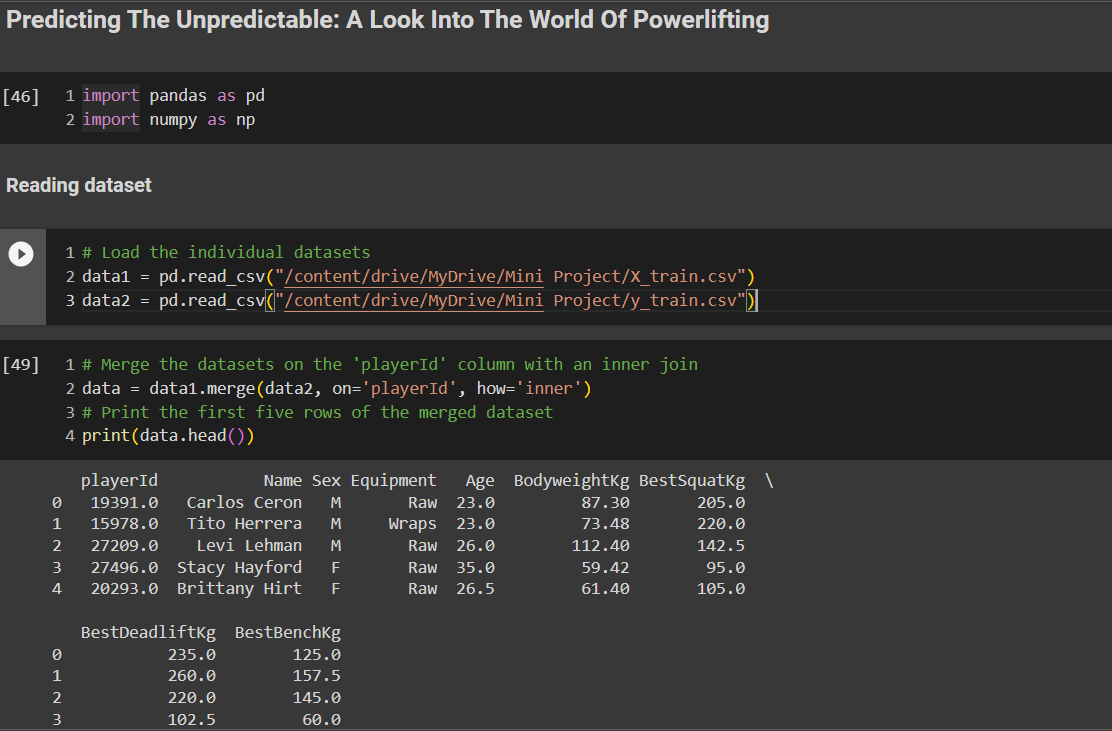 Predicting The Unpredictable: A Look Into The World Of Powerlifting
[46] 1 import pandas as pd
2 import numpy as np
Reading dataset
1 # Load the individual datasets
2 data1 = pd.read_csv("/content/drive/MyDrive/Mini Project/X_train.csv")
3 data2 = pd.read_csv("/content/drive/MyDrive/Mini Project/y_train.csv")
[49] 1 # Merge the datasets on the 'playerId' column with an inner join
2 data = data1.merge(data2, on='playerId', how='inner')
3 # Print the first five rows of the merged dataset
4 print(data.head())
playerId Name Sex Equipment Age BodyweightKg BestSquatKg \
0 19391.0 Carlos Ceron M Raw 23.0 87.30 205.0
1 15978.0 Tito Herrera M Wraps 23.0 73.48 220.0
2 27209.0 Levi Lehman M Raw 26.0 112.40 142.5
3 27496.0 Stacy Hayford F Raw 35.0 59.42 95.0
4 20293.0 Brittany Hirt F Raw 26.5 61.40 105.0
BestDeadliftKg BestBenchKg
0 235.0 125.0
1 260.0 157.5
2 220.0 145.0
3 102.5 60.0